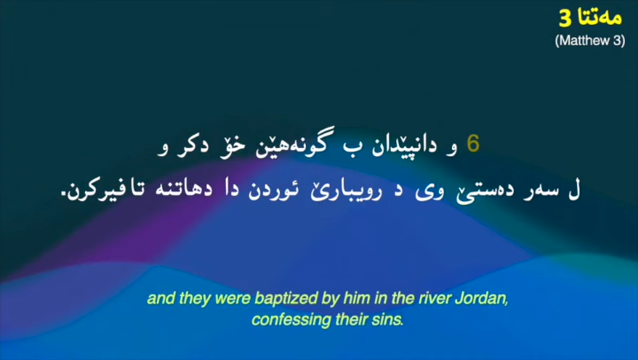 مەتتا 3
(Matthew 3)
6 و دانپێدان ب گونەهێن خۆ دکر و
ل سەر دەستێ وی د رویبارێ ئوردن دا دهاتنە تافیرکرن.
and they were baptized by him in the river Jordan,
confessing their sins.